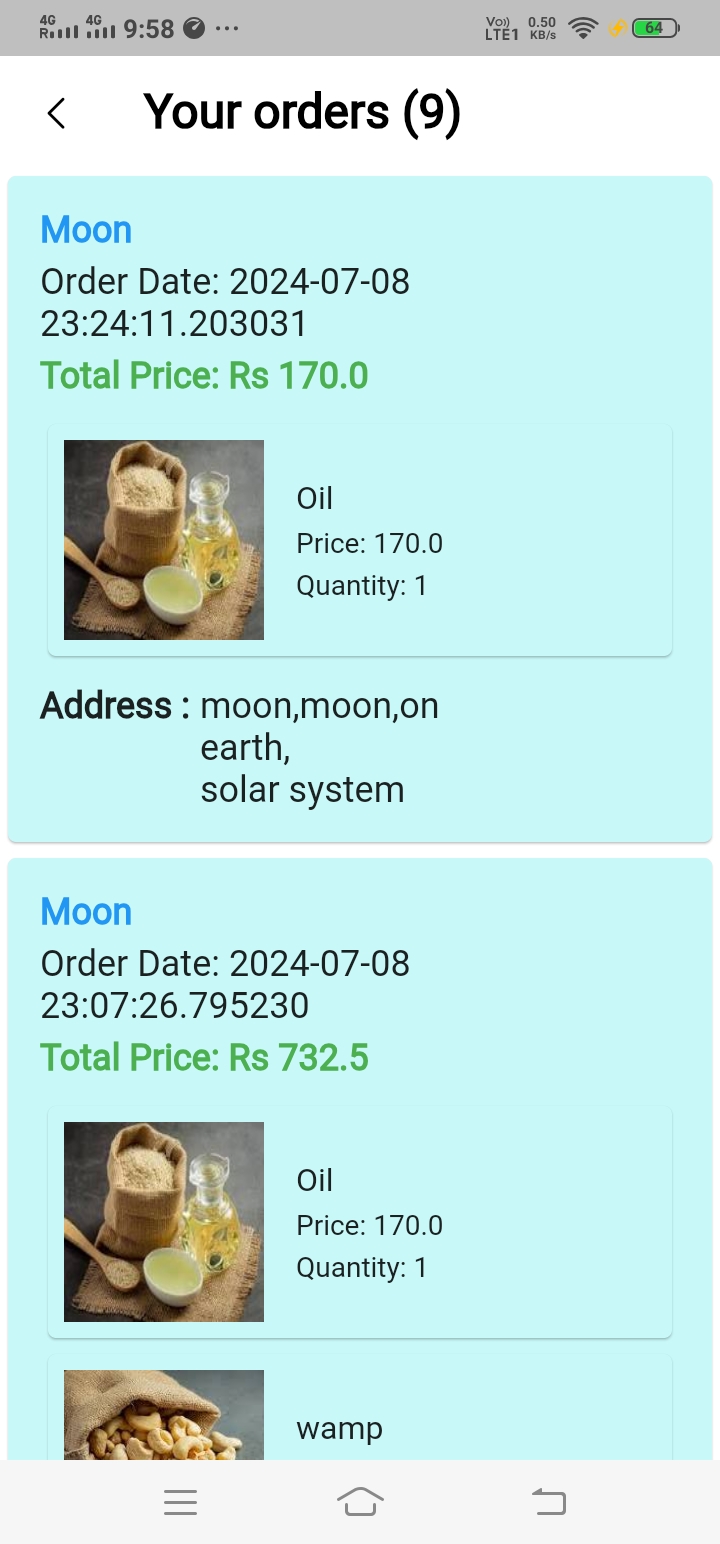 4G R 4G 9:58 ... Vo)) LTE1 0.50 KB/s 64
Your orders (9)
Moon
Order Date: 2024-07-08
23:24:11.203031
Total Price: Rs 170.0
Oil
Price: 170.0
Quantity: 1
Address : moon,moon,on
earth,
solar system
Moon
Order Date: 2024-07-08
23:07:26.795230
Total Price: Rs 732.5
Oil
Price: 170.0
Quantity: 1
wamp